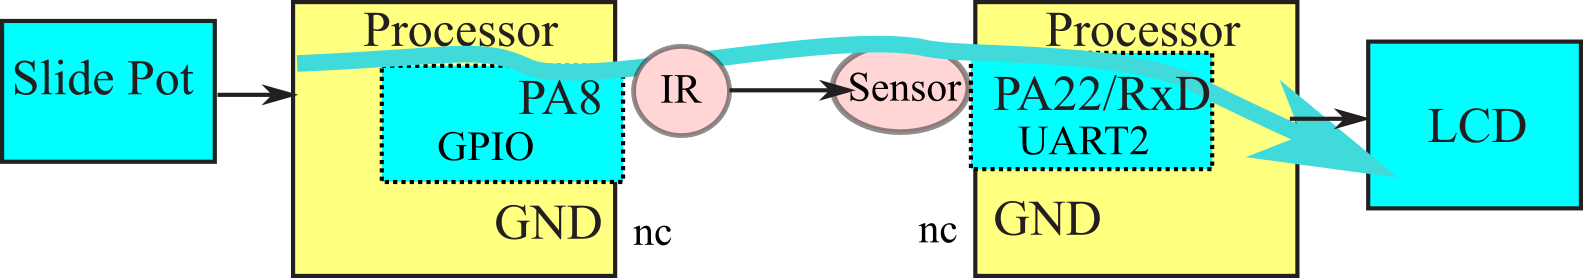 Slide Pot
Processor
PA8
GPIO
GND
nc
IR
Sensor
nc
Processor
PA22/RxD
UART2
GND
LCD